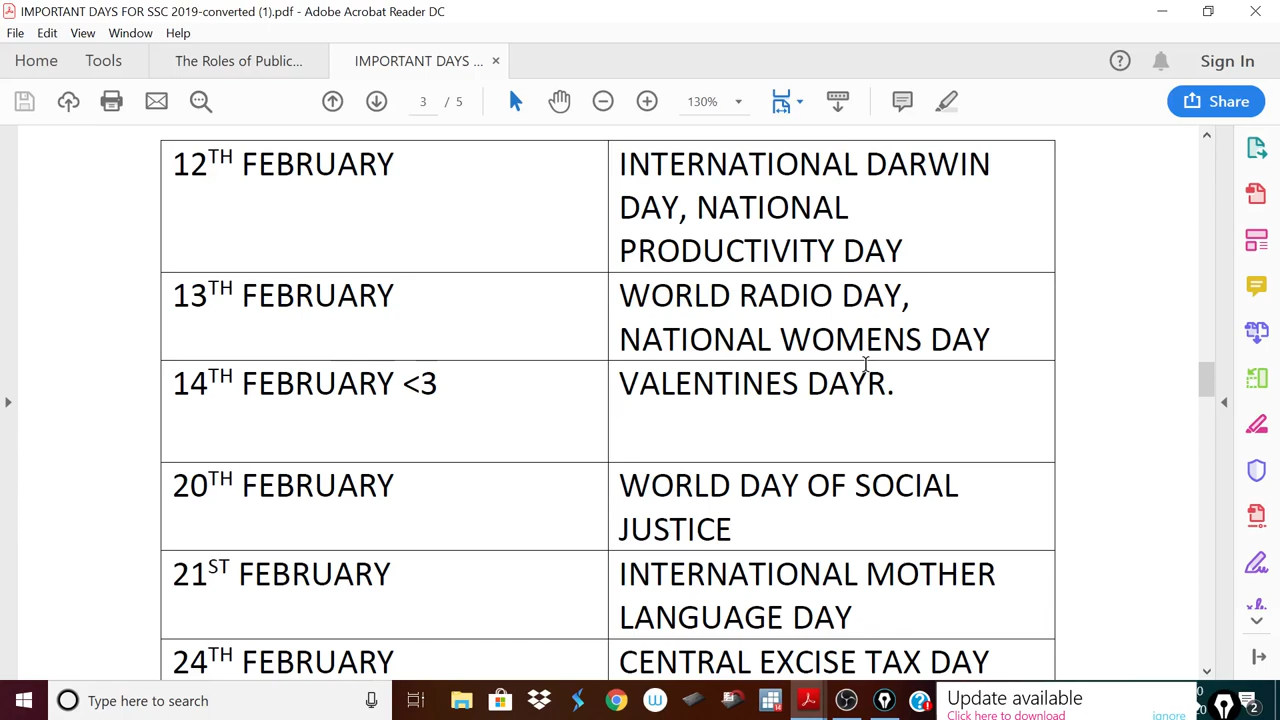 IMPORTANT DAYS FOR SSC 2019-converted (1).pdf - Adobe Acrobat Reader DC
File Edit View Window Help
Home Tools The Roles of Public... IMPORTANT DAYS ... × Sign In
3 / 5 130% Share
12TH FEBRUARY
INTERNATIONAL DARWIN
DAY, NATIONAL
PRODUCTIVITY DAY
13TH FEBRUARY
WORLD RADIO DAY,
NATIONAL WOMENS DAY
14TH FEBRUARY <3
VALENTINES DAYR.
20TH FEBRUARY
WORLD DAY OF SOCIAL
JUSTICE
21ST FEBRUARY
INTERNATIONAL MOTHER
LANGUAGE DAY
24TH FEBRUARY
CENTRAL EXCISE TAX DAY
Type here to search
Update available
Click here to download
ignore
2